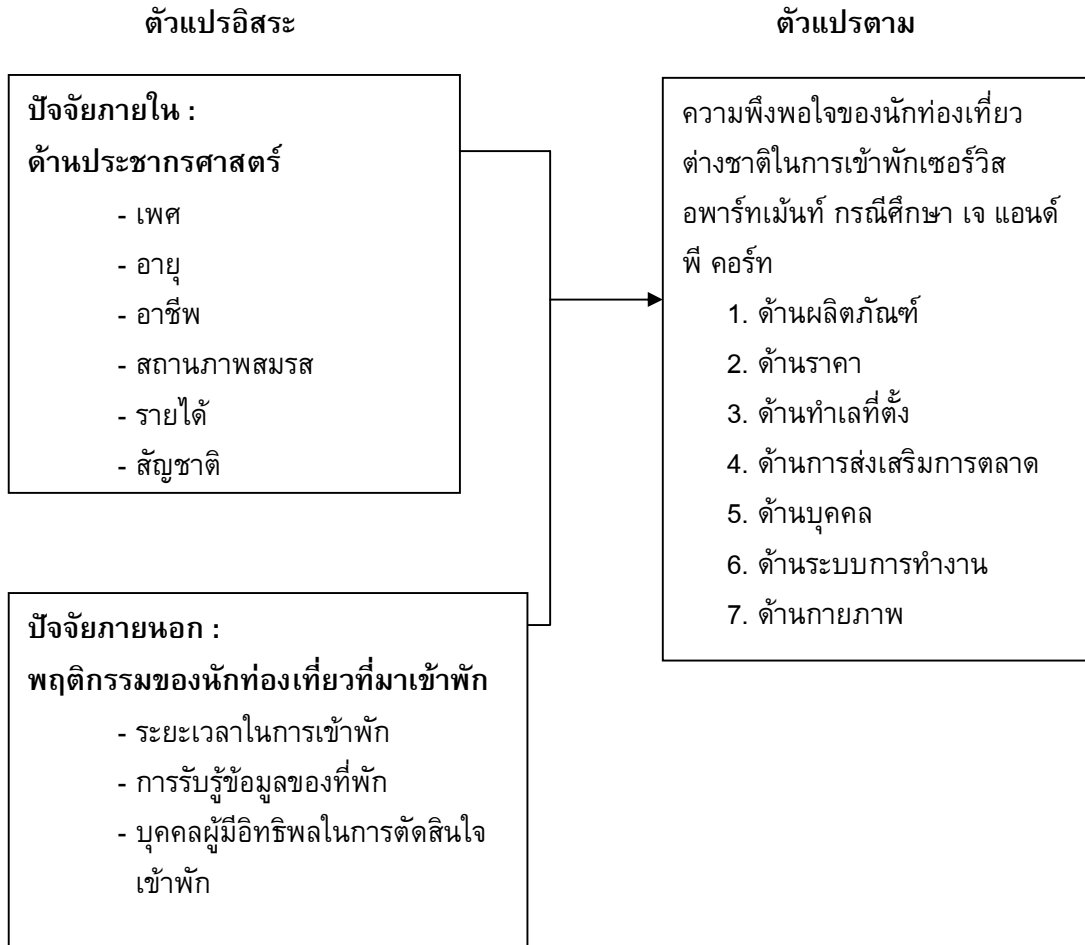 ตัวแปรอิสระ
ปัจจัยภายใน :
ด้านประชากรศาสตร์
- เพศ
- อายุ
- อาชีพ
- สถานภาพสมรส
- รายได้
- สัญชาติ
ปัจจัยภายนอก :
พฤติกรรมของนักท่องเที่ยวที่มาเข้าพัก
- ระยะเวลาในการเข้าพัก
- การรับรู้ข้อมูลของที่พัก
- บุคคลผู้มีอิทธิพลในการตัดสินใจ
เข้าพัก
ตัวแปรตาม
ความพึงพอใจของนักท่องเที่ยว
ต่างชาติในการเข้าพักเซอร์วิส
อพาร์ทเม้นท์ กรณีศึกษา เจ แอนด์
พี คอร์ท
1. ด้านผลิตภัณฑ์
2. ด้านราคา
3. ด้านทำเลที่ตั้ง
4. ด้านการส่งเสริมการตลาด
5. ด้านบุคคล
6. ด้านระบบการทำงาน
7. ด้านกายภาพ